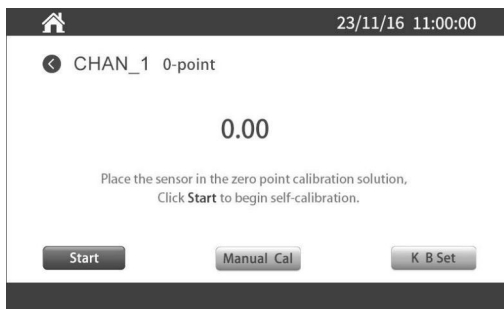 23/11/16 11:00:00
CHAN_1 0-point
0.00
Place the sensor in the zero point calibration solution,
Click Start to begin self-calibration.
Start Manual Cal K B Set